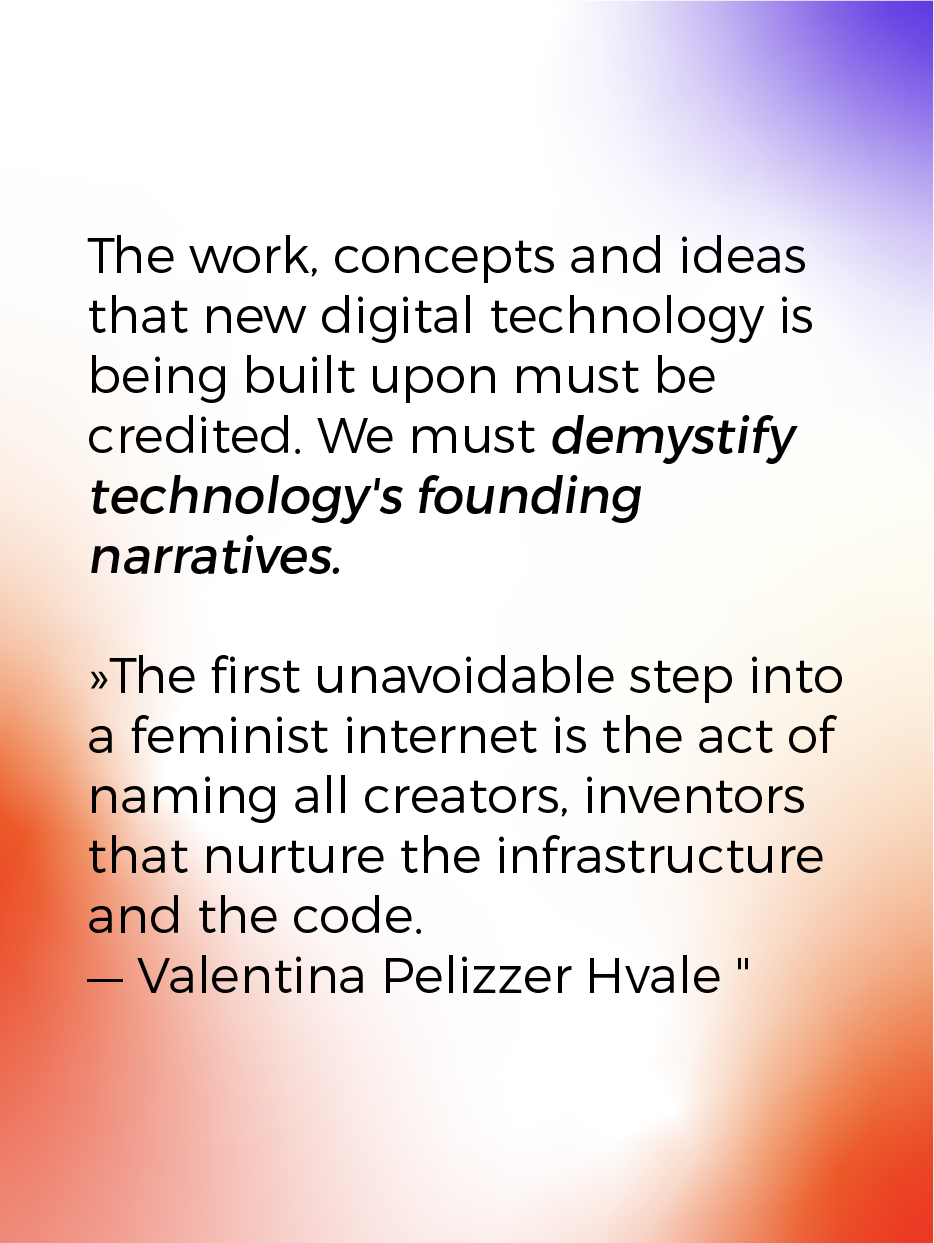 The work, concepts and ideas
that new digital technology is
being built upon must be
credited. We must demystify
technology's founding
narratives.
»The first unavoidable step into
a feminist internet is the act of
naming all creators, inventors
that nurture the infrastructure
and the code.
— Valentina Pelizzer Hvale "